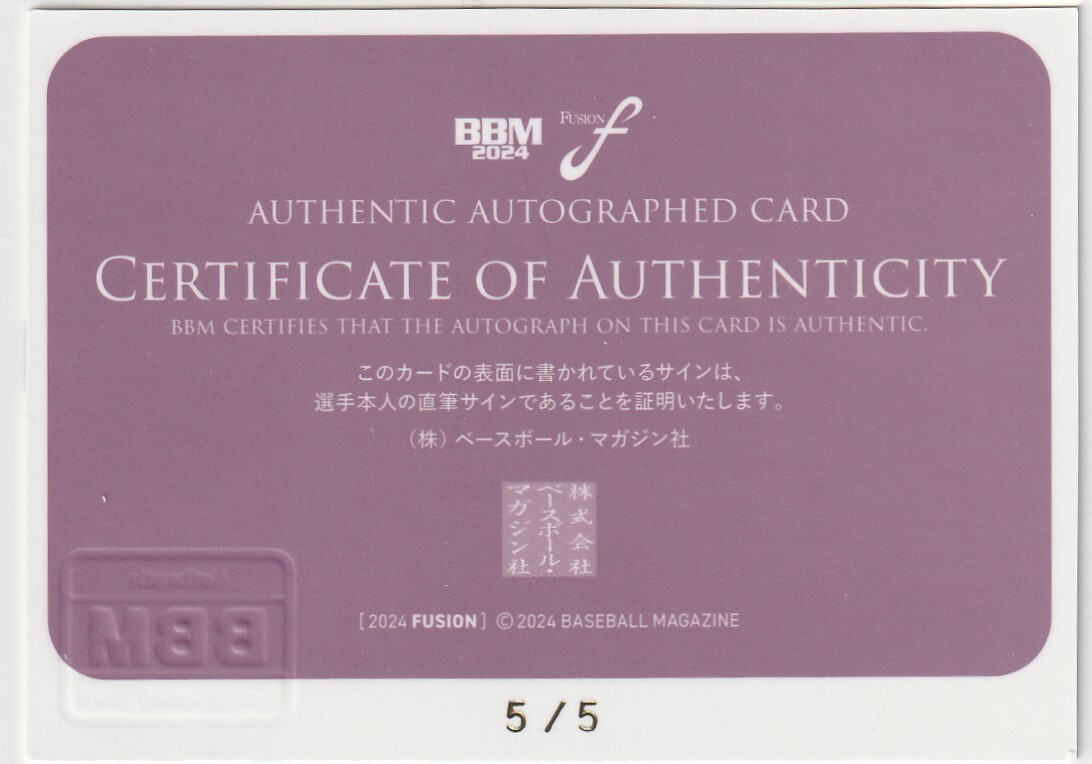 BBM
2024
FUSION f
AUTHENTIC AUTOGRAPHED CARD
CERTIFICATE OF AUTHENTICITY
BBM CERTIFIES THAT THE AUTOGRAPH ON THIS CARD IS AUTHENTIC.
このカードの表面に書かれているサインは、
選手本人の直筆サインであることを証明いたします。
（株）ベースボール・マガジン社
株式会社
ベースボール・
マガジン社
[2024 FUSION] ©2024 BASEBALL MAGAZINE
BBM
5/5